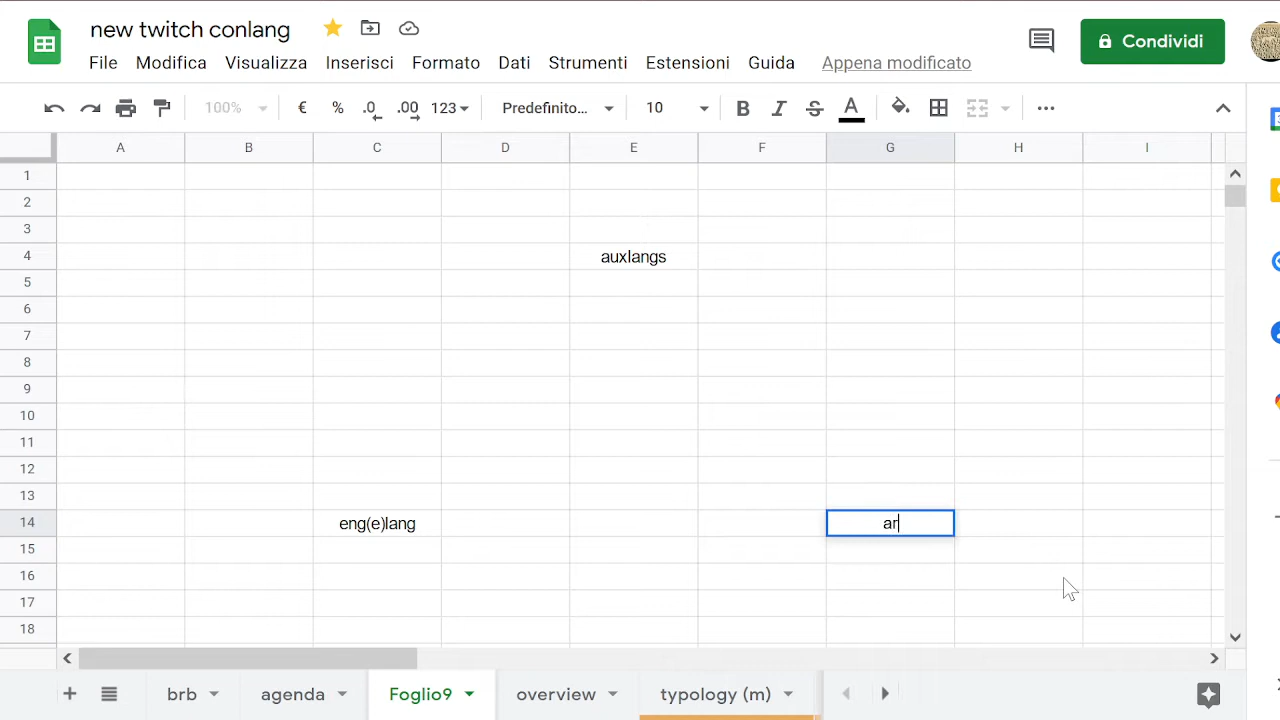 new twitch conlang
File Modifica Visualizza Inserisci Formato Dati Strumenti Estensioni Guida Appena modificato
Condividi
100% € % .0 .00 123 Predefinito... 10 B I S A
A B C D E F G H I
1
2
3
4 auxlangs
5
6
7
8
9
10
11
12
13
14 eng(e)lang ar
15
16
17
18
brb agenda Foglio9 overview typology (m)